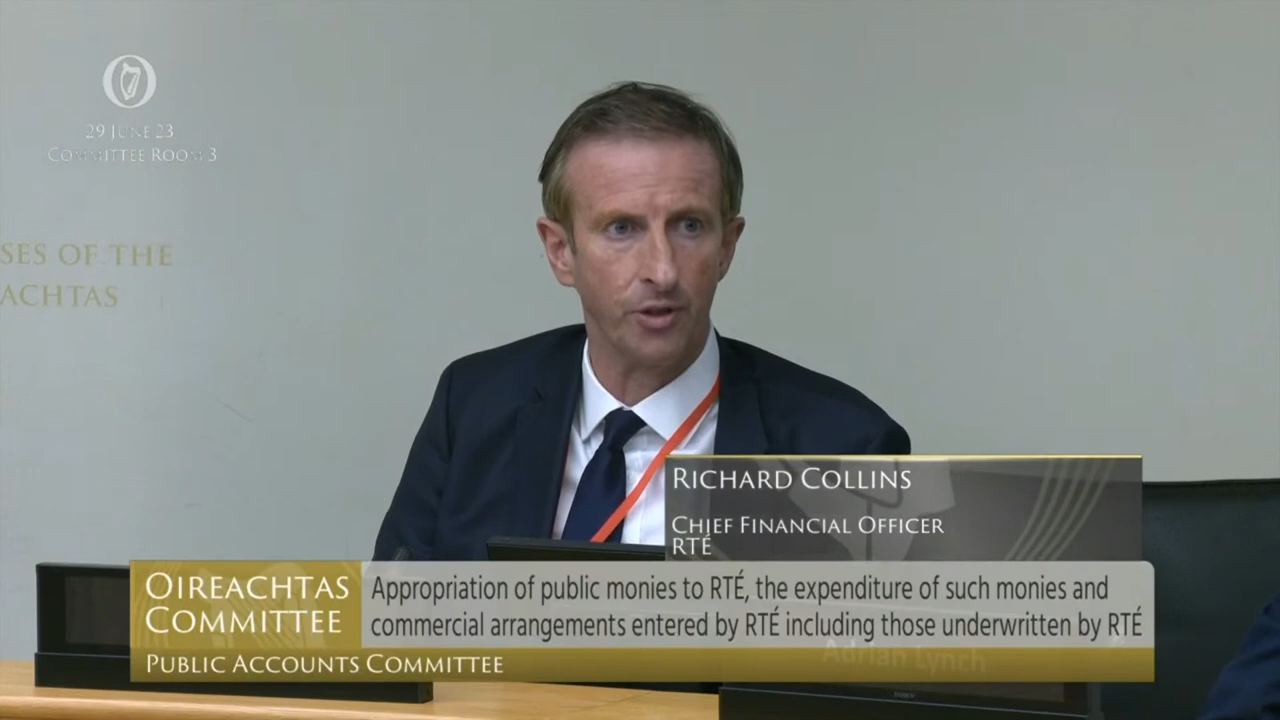 29 June 23
Committee Room 3
SES OF THE
ACHTAS
Richard Collins
Chief Financial Officer
RTÉ
Oireachtas
Committee
Appropriation of public monies to RTÉ, the expenditure of such monies and
commercial arrangements entered by RTÉ including those underwritten by RTÉ
Adrian Lynch
Public Accounts Committee